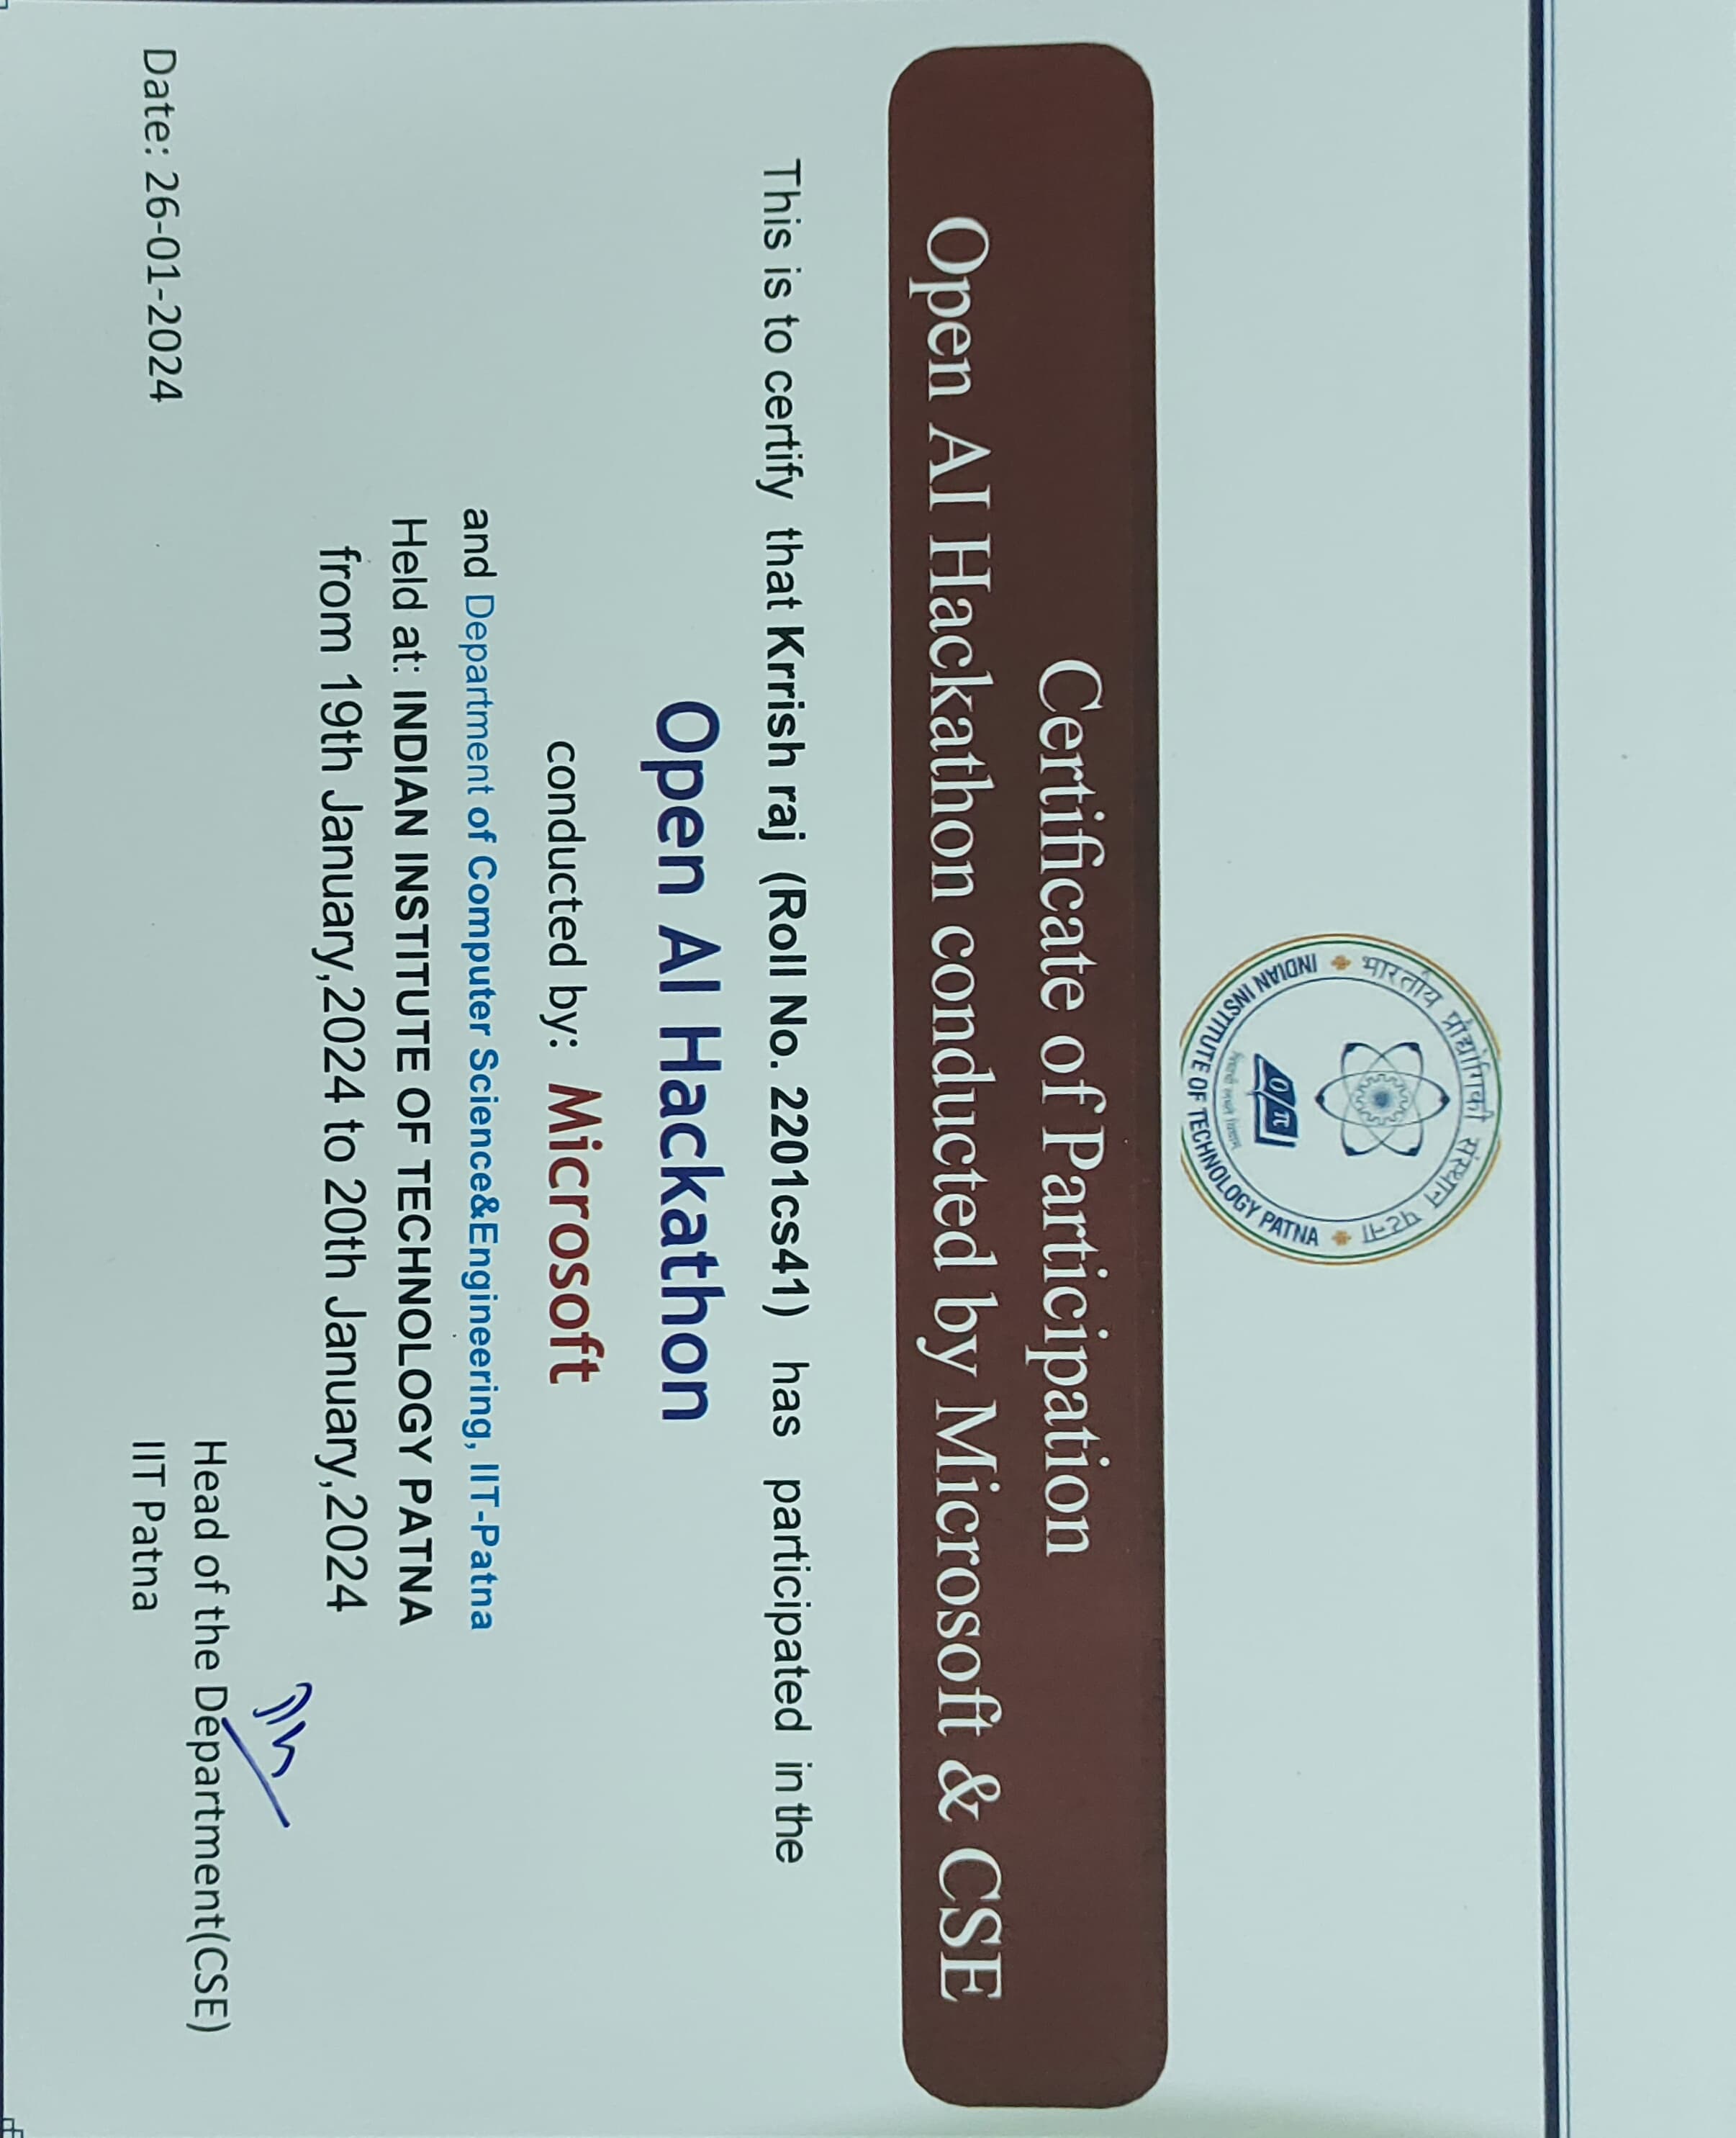 भारतीय प्रौद्योगिकी संस्थान पटना
INDIAN INSTITUTE OF TECHNOLOGY PATNA
0/π
Certificate of Participation
Open AI Hackathon conducted by Microsoft & CSE
This is to certify that Krrish raj (Roll No. 2201cs41) has participated in the
Open AI Hackathon
conducted by: Microsoft
and Department of Computer Science&Engineering, IIT-Patna
Held at: INDIAN INSTITUTE OF TECHNOLOGY PATNA
from 19th January,2024 to 20th January,2024
Head of the Department(CSE)
Date: 26-01-2024 IIT Patna